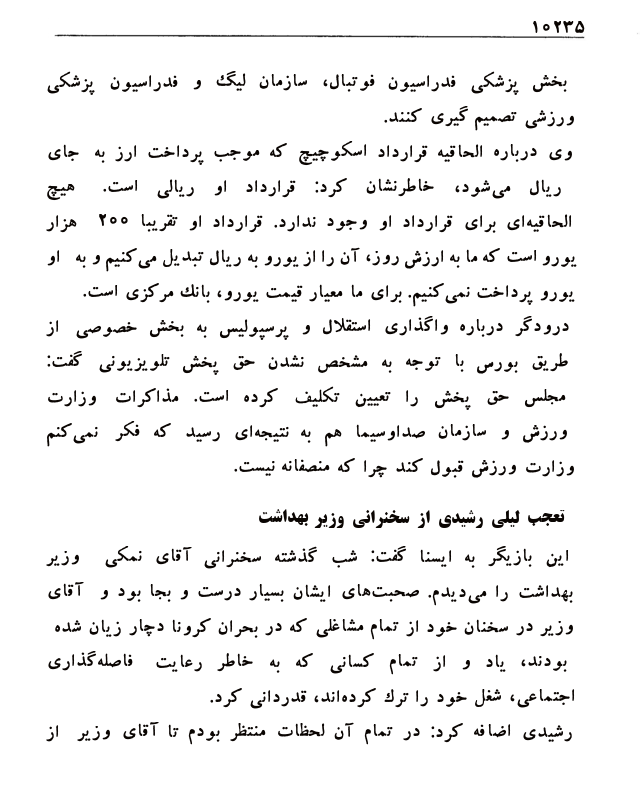 ۱۰۲۳۵
بخش پزشکی فدراسیون فوتبال، سازمان لیگ و فدراسیون پزشکی
ورزشی تصمیم گیری کنند.
وی درباره الحاقیه قرارداد اسکوچیچ که موجب پرداخت ارز به جای
ریال می‌شود، خاطرنشان کرد: قرارداد او ریالی است. هیچ
الحاقیه‌ای برای قرارداد او وجود ندارد. قرارداد او تقریبا ۲۰۰ هزار
یورو است که ما به ارزش روز، آن را از یورو به ریال تبدیل می‌کنیم و به او
یورو پرداخت نمی‌کنیم. برای ما معیار قیمت یورو، بانك مرکزی است.
درودگر درباره واگذاری استقلال و پرسپولیس به بخش خصوصی از
طریق بورس با توجه به مشخص نشدن حق پخش تلویزیونی گفت:
مجلس حق پخش را تعیین تکلیف کرده است. مذاکرات وزارت
ورزش و سازمان صداوسیما هم به نتیجه‌ای رسید که فکر نمی‌کنم
وزارت ورزش قبول کند چرا که منصفانه نیست.
تعجب لیلی رشیدی از سخنرانی وزیر بهداشت
این بازیگر به ایسنا گفت: شب گذشته سخنرانی آقای نمکی وزیر
بهداشت را می‌دیدم. صحبت‌های ایشان بسیار درست و بجا بود و آقای
وزیر در سخنان خود از تمام مشاغلی که در بحران کرونا دچار زیان شده
بودند، یاد و از تمام کسانی که به خاطر رعایت فاصله‌گذاری
اجتماعی، شغل خود را ترك کرده‌اند، قدردانی کرد.
رشیدی اضافه کرد: در تمام آن لحظات منتظر بودم تا آقای وزیر از